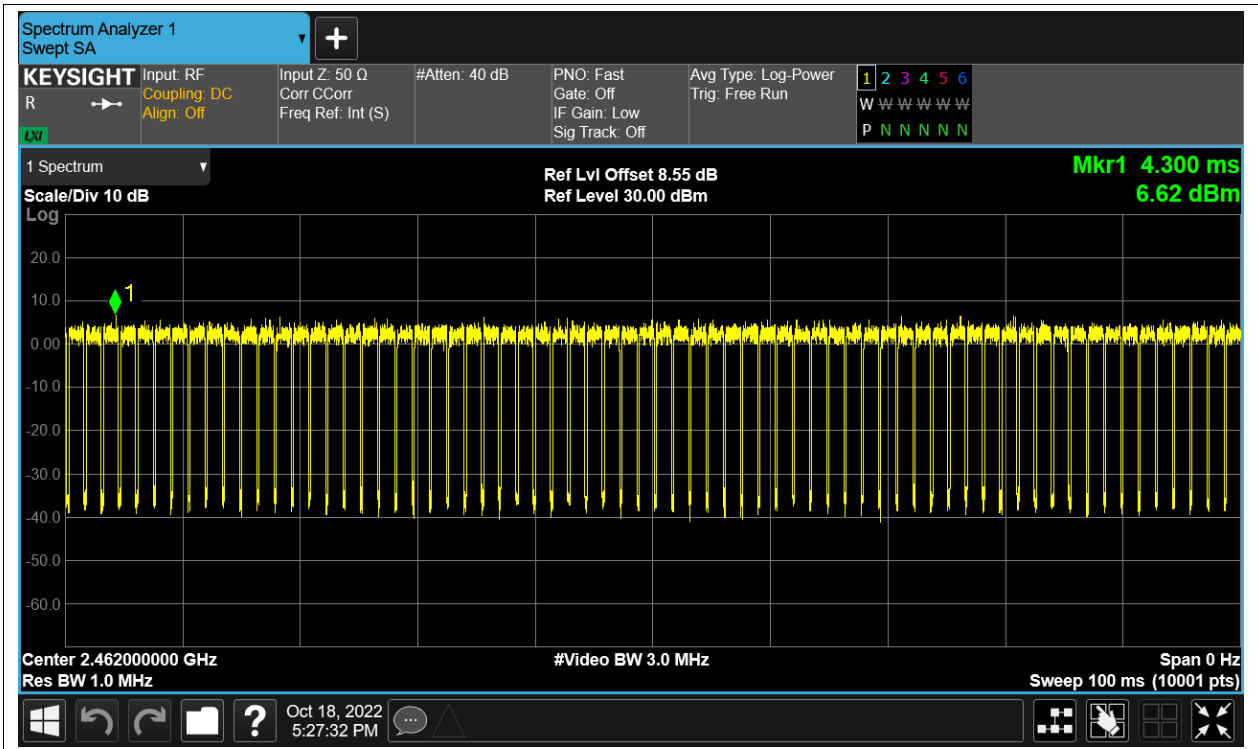 Spectrum Analyzer 1
Swept SA
KEYSIGHT
R
LXI
Input: RF
Coupling: DC
Align: Off
Input Z: 50 Ω
Corr CCorr
Freq Ref: Int (S)
#Atten: 40 dB
PNO: Fast
Gate: Off
IF Gain: Low
Sig Track: Off
Avg Type: Log-Power
Trig: Free Run
1 2 3 4 5 6
W W W W W W
P N N N N N
1 Spectrum
Scale/Div 10 dB
Ref Lvl Offset 8.55 dB
Ref Level 30.00 dBm
Mkr1 4.300 ms
6.62 dBm
Log
20.0
10.0
0.00
-10.0
-20.0
-30.0
-40.0
-50.0
-60.0
1
Center 2.462000000 GHz
Res BW 1.0 MHz
#Video BW 3.0 MHz
Span 0 Hz
Sweep 100 ms (10001 pts)
?
Oct 18, 2022
5:27:32 PM